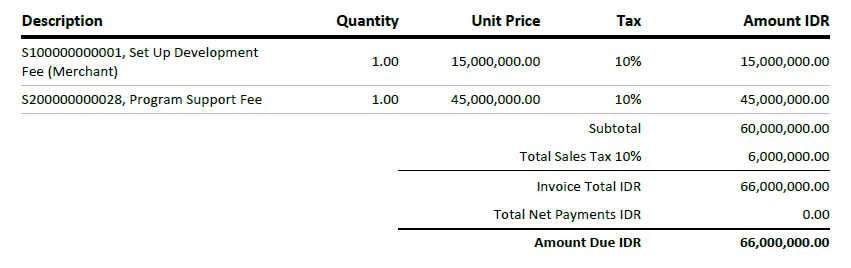 Description Quantity Unit Price Tax Amount IDR
S100000000001, Set Up Development
Fee (Merchant) 1.00 15,000,000.00 10% 15,000,000.00
S200000000028, Program Support Fee 1.00 45,000,000.00 10% 45,000,000.00
Subtotal 60,000,000.00
Total Sales Tax 10% 6,000,000.00
Invoice Total IDR 66,000,000.00
Total Net Payments IDR 0.00
Amount Due IDR 66,000,000.00